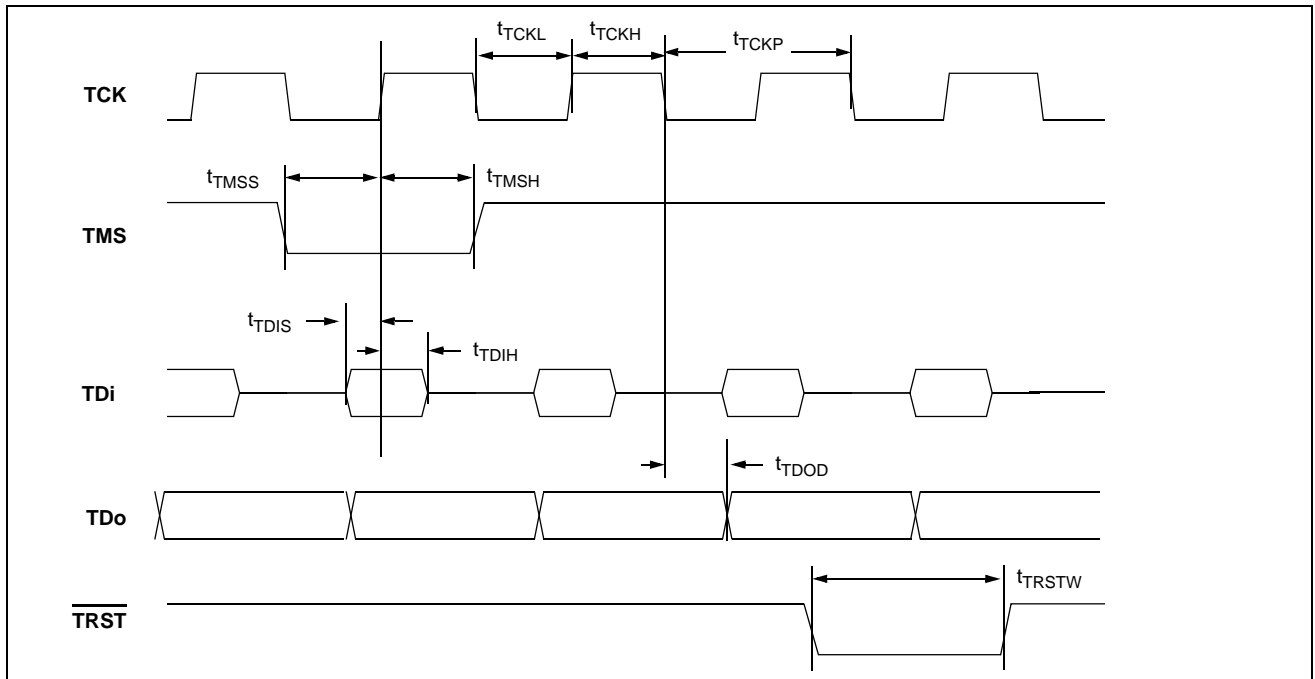 tTCKL tTCKH tTCKP
TCK
tTMSS tTMSH
TMS
tTDIS
tTDIH
TDi
tTDOD
TDo
tTRSTW
TRST